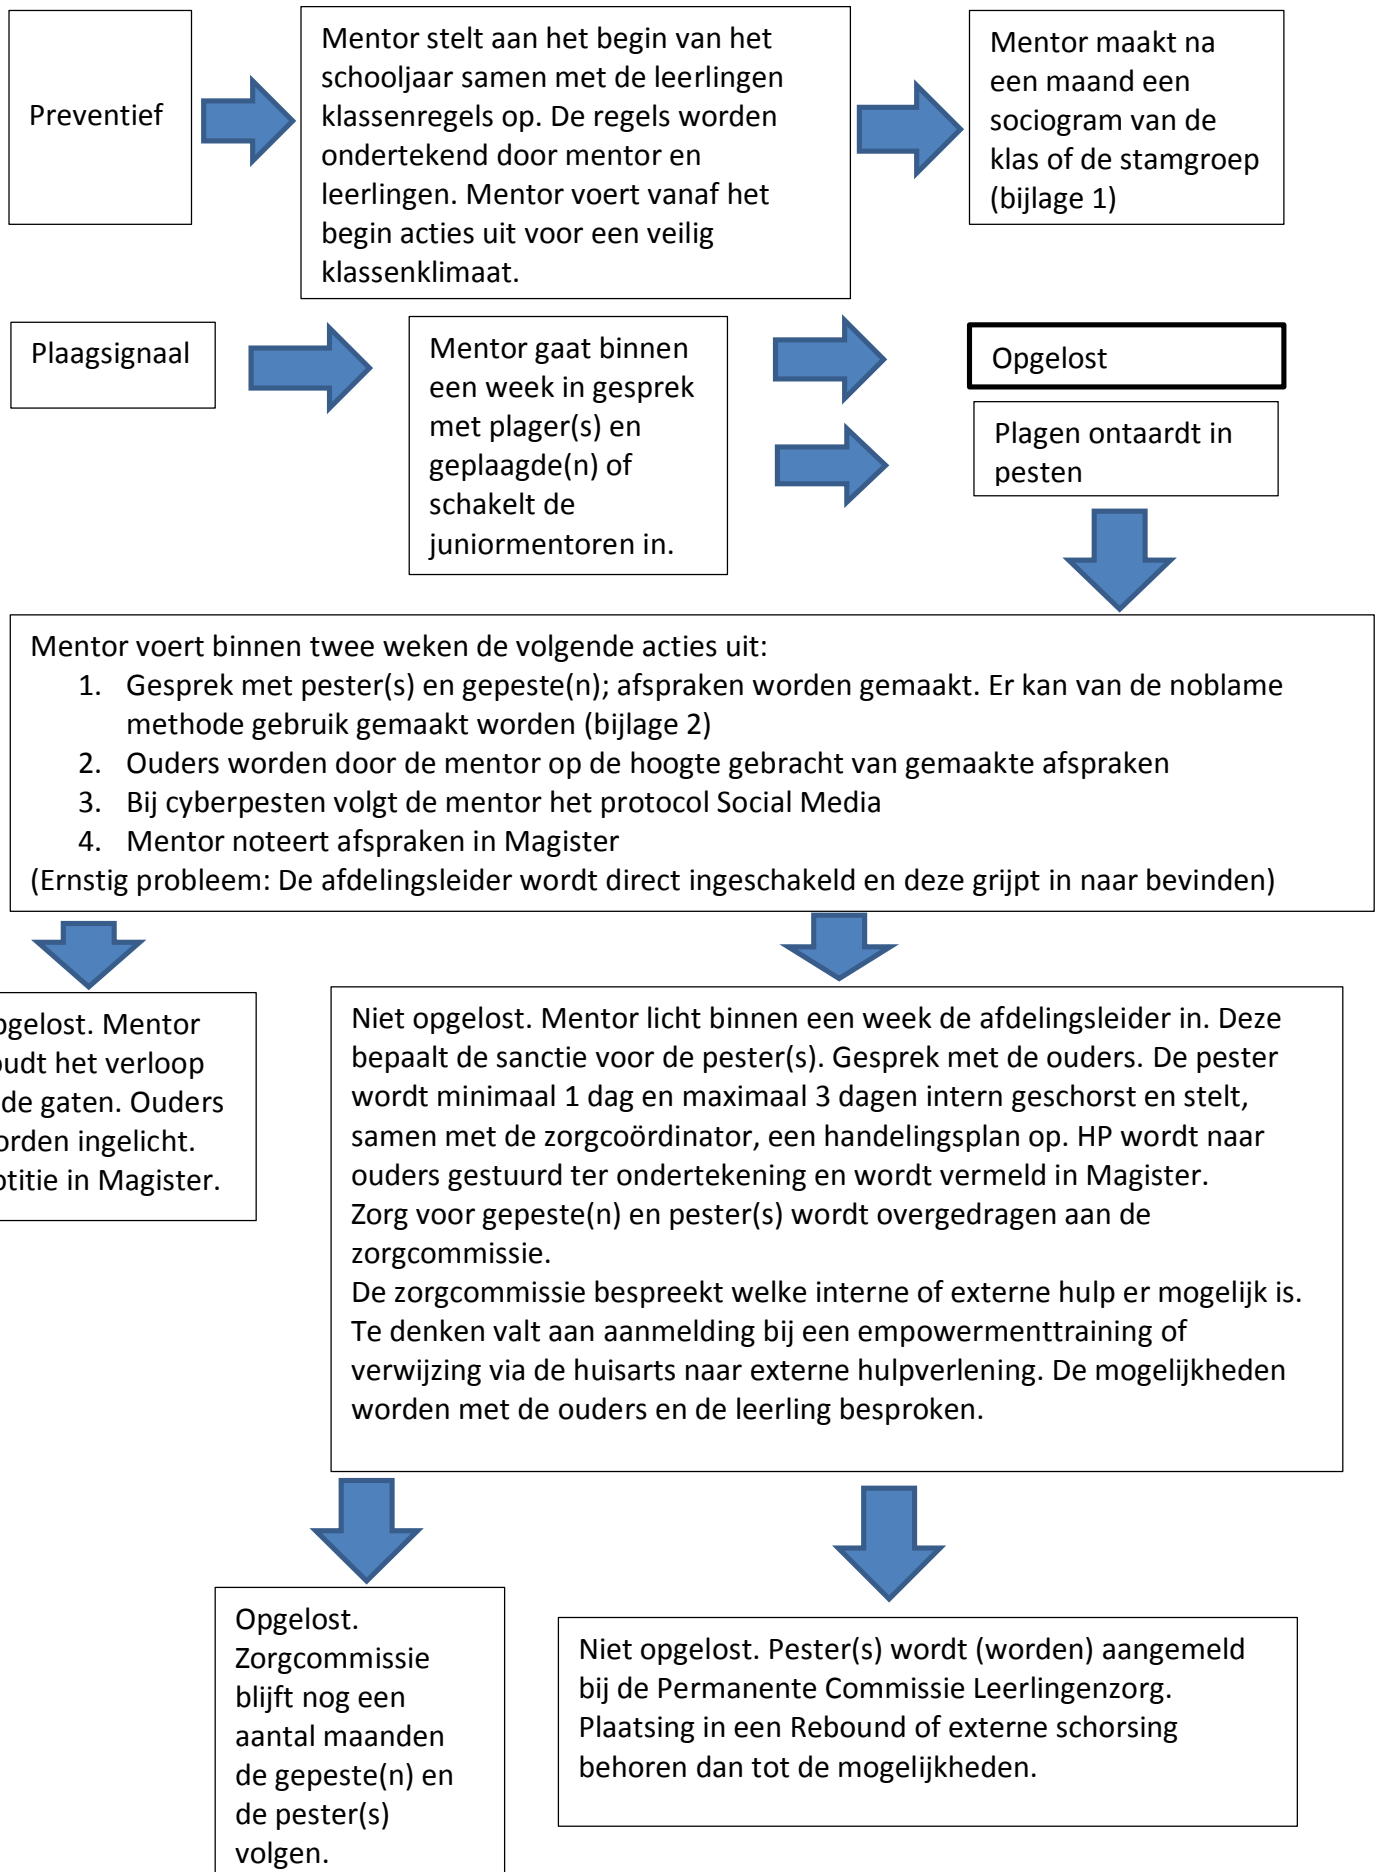 Preventief
Mentor stelt aan het begin van het
schooljaar samen met de leerlingen
klassenregels op. De regels worden
ondertekend door mentor en
leerlingen. Mentor voert vanaf het
begin acties uit voor een veilig
klassenklimaat.
Mentor maakt na
een maand een
sociogram van de
klas of de stamgroep
(bijlage 1)
Plaagsignaal
Mentor gaat binnen
een week in gesprek
met plager(s) en
geplaagde(n) of
schakelt de
juniormentoren in.
Opgelost
Plagen ontaardt in
pesten
Mentor voert binnen twee weken de volgende acties uit:
1. Gesprek met pester(s) en gepeste(n); afspraken worden gemaakt. Er kan van de noblame
methode gebruik gemaakt worden (bijlage 2)
2. Ouders worden door de mentor op de hoogte gebracht van gemaakte afspraken
3. Bij cyberpesten volgt de mentor het protocol Social Media
4. Mentor noteert afspraken in Magister
(Ernstig probleem: De afdelingsleider wordt direct ingeschakeld en deze grijpt in naar bevinden)
pgelost. Mentor
oudt het verloop
de gaten. Ouders
orden ingelicht.
otitie in Magister.
Niet opgelost. Mentor licht binnen een week de afdelingsleider in. Deze
bepaalt de sanctie voor de pester(s). Gesprek met de ouders. De pester
wordt minimaal 1 dag en maximaal 3 dagen intern geschorst en stelt,
samen met de zorgcoördinator, een handelingsplan op. HP wordt naar
ouders gestuurd ter ondertekening en wordt vermeld in Magister.
Zorg voor gepeste(n) en pester(s) wordt overgedragen aan de
zorgcommissie.
De zorgcommissie bespreekt welke interne of externe hulp er mogelijk is.
Te denken valt aan aanmelding bij een empowermenttraining of
verwijzing via de huisarts naar externe hulpverlening. De mogelijkheden
worden met de ouders en de leerling besproken.
Opgelost.
Zorgcommissie
blijft nog een
aantal maanden
de gepeste(n) en
de pester(s)
volgen.
Niet opgelost. Pester(s) wordt (worden) aangemeld
bij de Permanente Commissie Leerlingenzorg.
Plaatsing in een Rebound of externe schorsing
behoren dan tot de mogelijkheden.